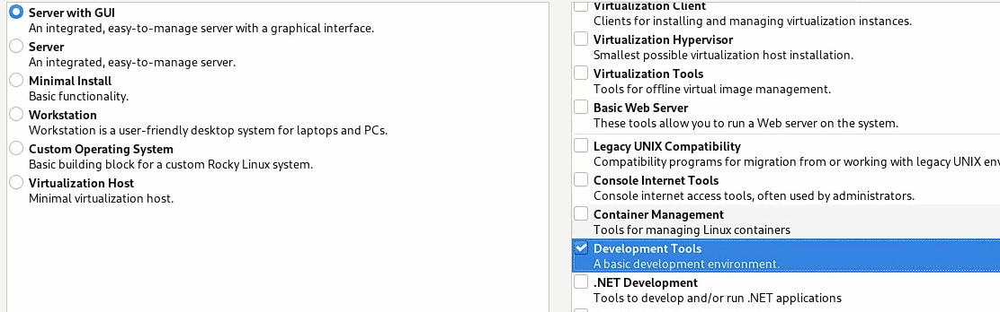 Server with GUI
An integrated, easy-to-manage server with a graphical interface.
Server
An integrated, easy-to-manage server.
Minimal Install
Basic functionality.
Workstation
Workstation is a user-friendly desktop system for laptops and PCs.
Custom Operating System
Basic building block for a custom Rocky Linux system.
Virtualization Host
Minimal virtualization host.
Virtualization Client
Clients for installing and managing virtualization instances.
Virtualization Hypervisor
Smallest possible virtualization host installation.
Virtualization Tools
Tools for offline virtual image management.
Basic Web Server
These tools allow you to run a Web server on the system.
Legacy UNIX Compatibility
Compatibility programs for migration from or working with legacy UNIX env
Console Internet Tools
Console internet access tools, often used by administrators.
Container Management
Tools for managing Linux containers
Development Tools
A basic development environment.
.NET Development
Tools to develop and/or run .NET applications